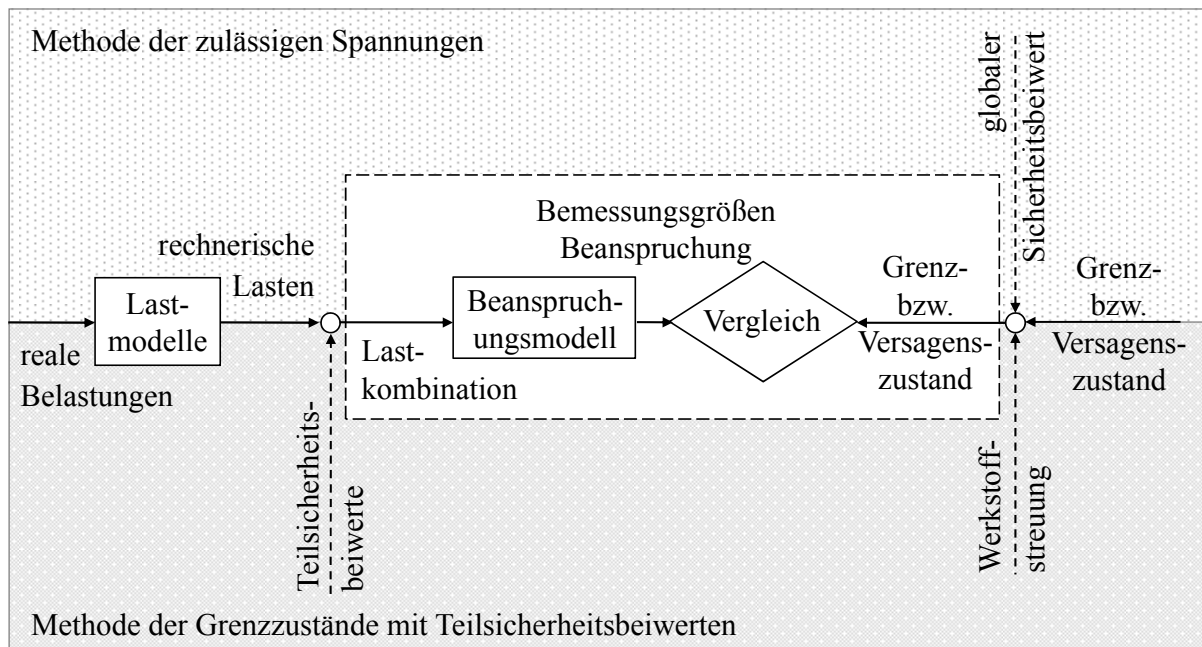 Methode der zulässigen Spannungen
globaler
Sicherheitsbeiwert
Bemessungsgrößen
Beanspruchung
rechnerische
Lasten
Last-
modelle
reale
Belastungen
Beanspruch-
ungsmodell
Vergleich
Grenz-
bzw.
Versagens-
zustand
Grenz-
bzw.
Versagens-
zustand
Last-
kombination
Teilsicherheits-
beiwerte
Werkstoff-
streuung
Methode der Grenzzustände mit Teilsicherheitsbeiwerten